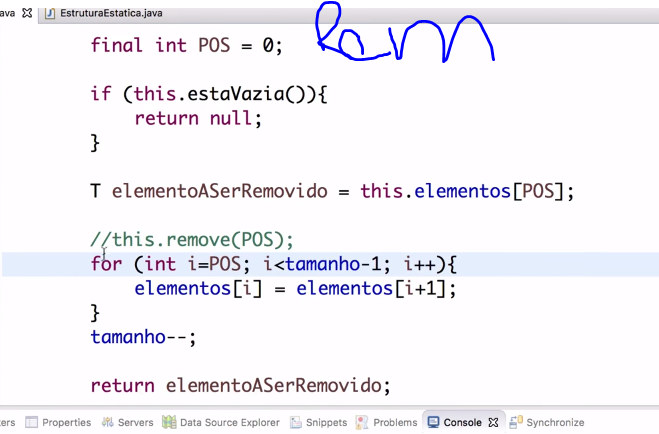 ava EstruturaEstatica.java
final int POS = 0; Ram
if (this.estaVazia()){
return null;
}
T elementoASerRemovido = this.elementos[POS];
//this.remove(POS);
for (int i=POS; i<tamanho-1; i++){
elementos[i] = elementos[i+1];
}
tamanho--;
return elementoASerRemovido;
ers Properties Servers Data Source Explorer Snippets Problems Console Synchronize